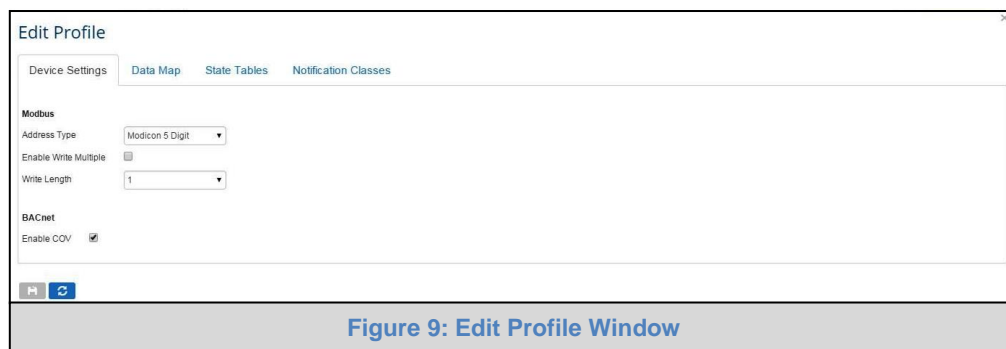 Edit Profile
Device Settings Data Map State Tables Notification Classes
Modbus
Address Type Modicon 5 Digit
Enable Write Multiple
Write Length 1
BACnet
Enable COV
Figure 9: Edit Profile Window